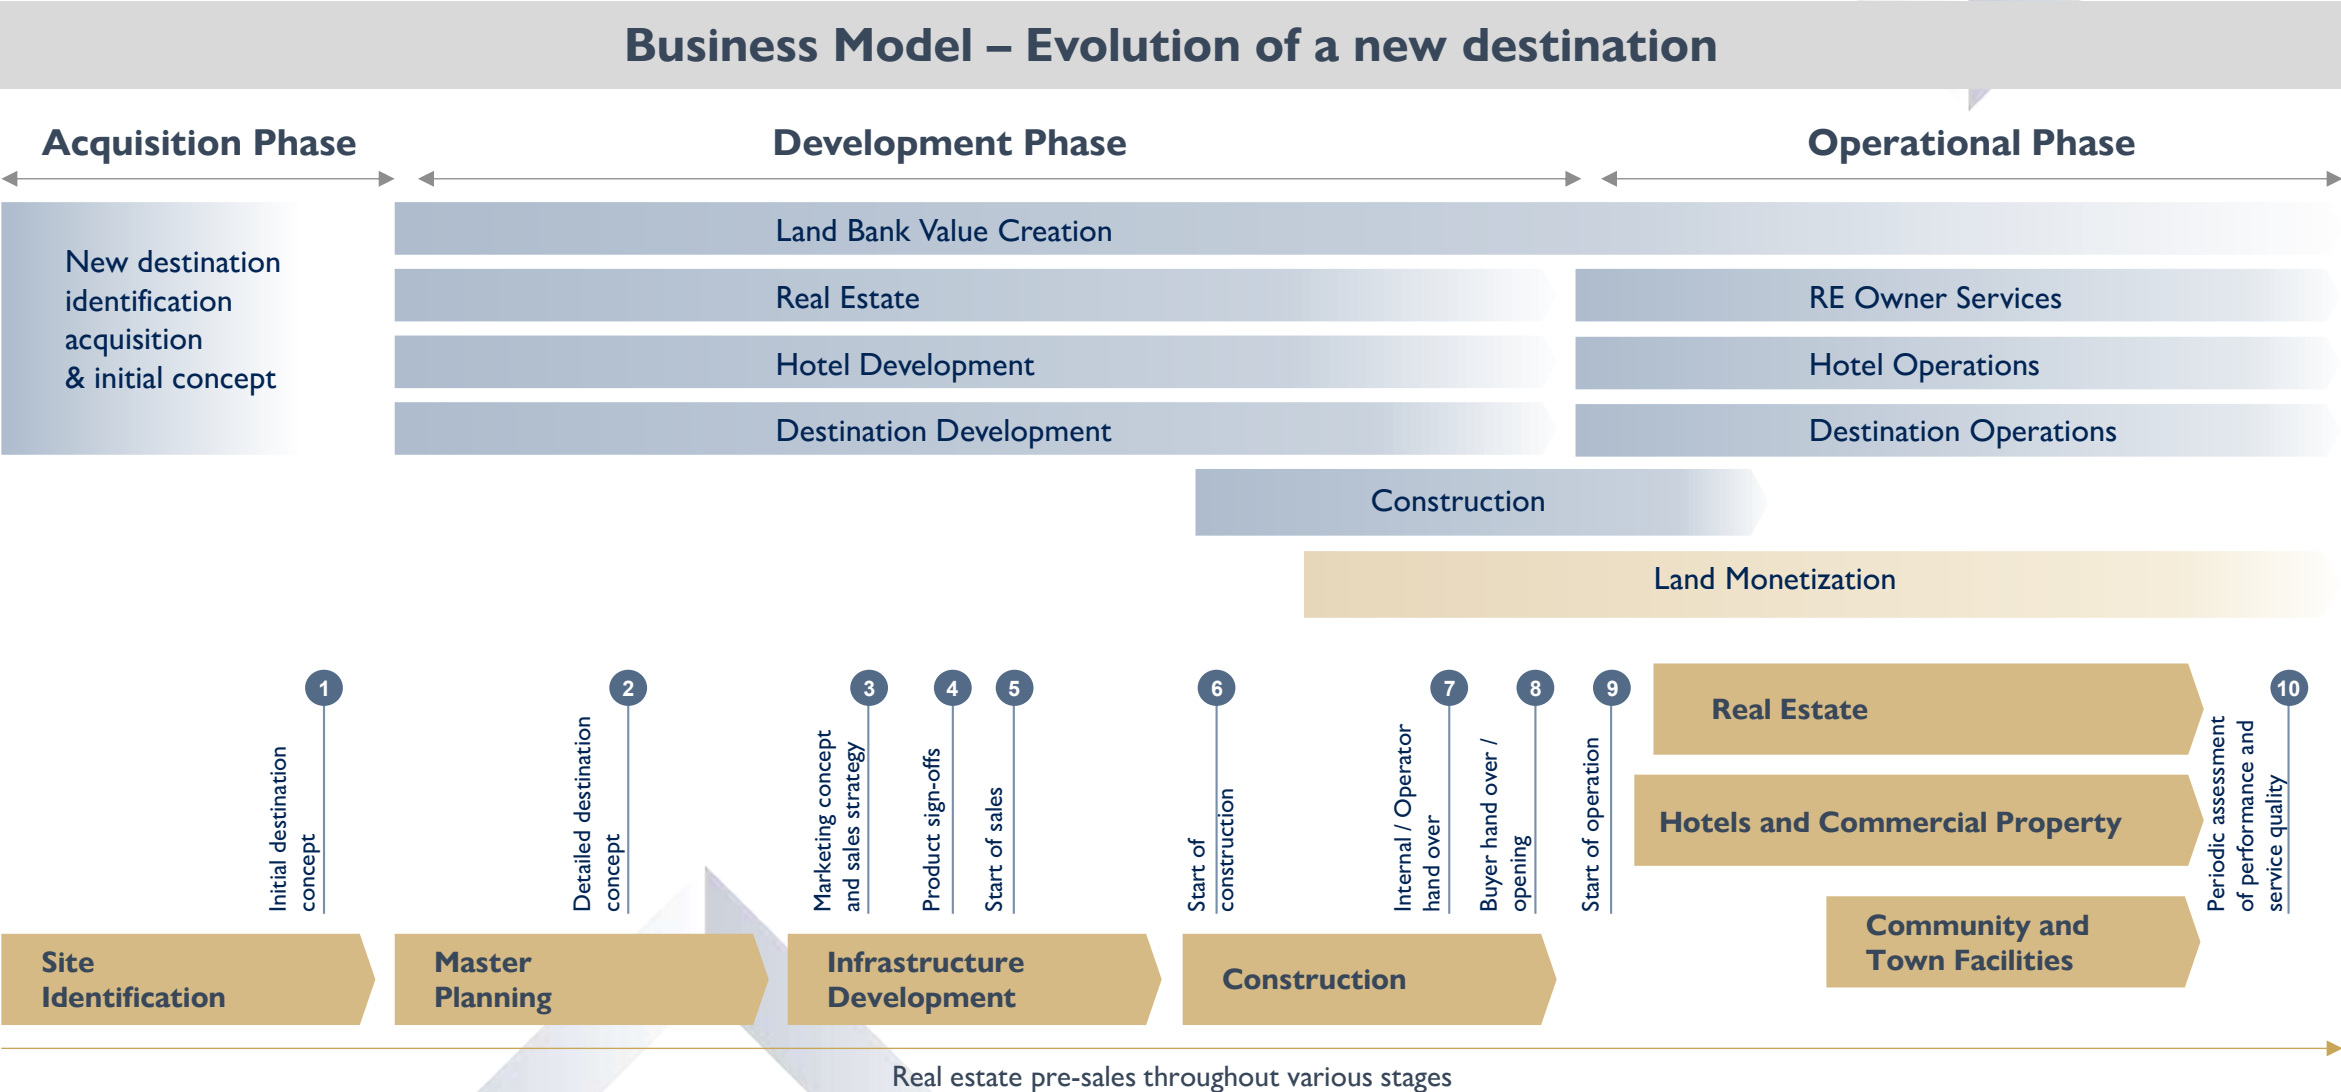 Business Model – Evolution of a new destination
Acquisition Phase
Development Phase
Operational Phase
New destination
identification
acquisition
& initial concept
Land Bank Value Creation
Real Estate
RE Owner Services
Hotel Development
Hotel Operations
Destination Development
Destination Operations
Construction
Land Monetization
1
Initial destination
concept
2
Detailed destination
concept
3
Marketing concept
and sales strategy
4
Product sign-offs
5
Start of sales
6
Start of
construction
7
Internal / Operator
hand over
8
Buyer hand over /
opening
9
Start of operation
Real Estate
Hotels and Commercial Property
Community and
Town Facilities
10
Periodic assessment
of performance and
service quality
Site
Identification
Master
Planning
Infrastructure
Development
Construction
Real estate pre-sales throughout various stages